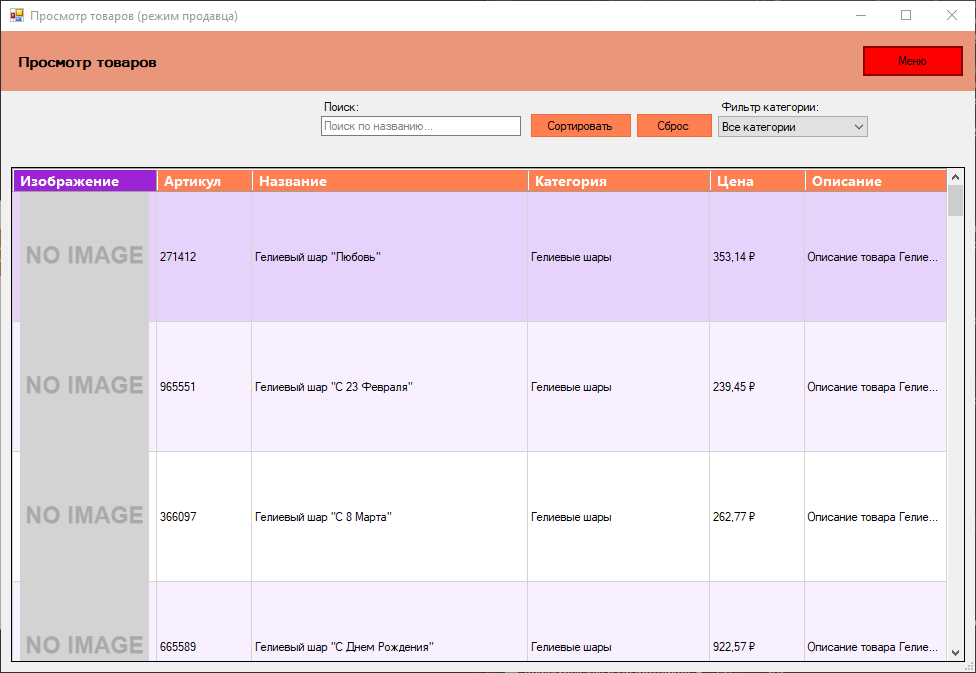 Просмотр товаров (режим продавца)
Просмотр товаров
Меню
Поиск:
Фильтр категории:
Поиск по названию...
Сортировать
Сброс
Все категории
Изображение Артикул Название Категория Цена Описание
NO IMAGE 271412 Гелиевый шар "Любовь" Гелиевые шары 353,14 ₽ Описание товара Гелие...
NO IMAGE 965551 Гелиевый шар "С 23 Февраля" Гелиевые шары 239,45 ₽ Описание товара Гелие...
NO IMAGE 366097 Гелиевый шар "С 8 Марта" Гелиевые шары 262,77 ₽ Описание товара Гелие...
NO IMAGE 665589 Гелиевый шар "С Днем Рождения" Гелиевые шары 922,57 ₽ Описание товара Гелие...